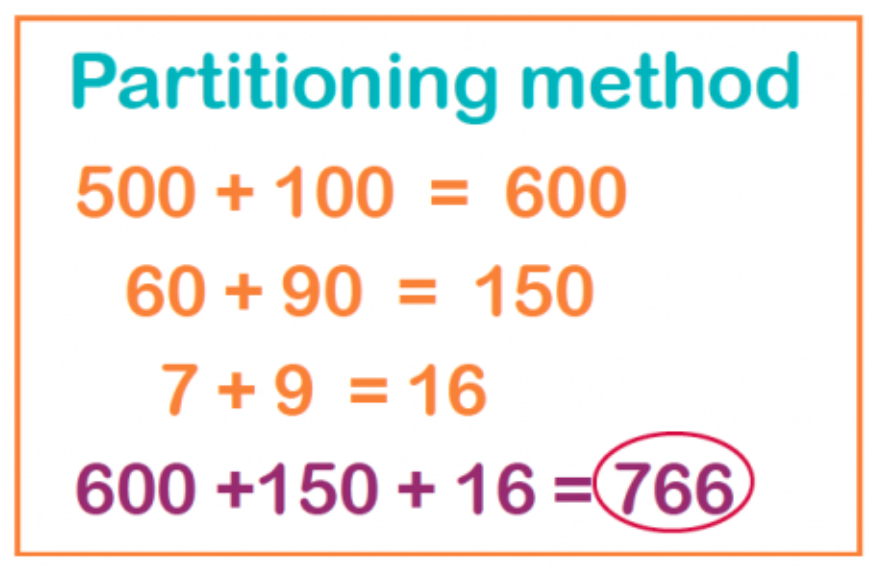 Partitioning method
500 + 100 = 600
60 + 90 = 150
7 + 9 = 16
600 +150 + 16 = 766